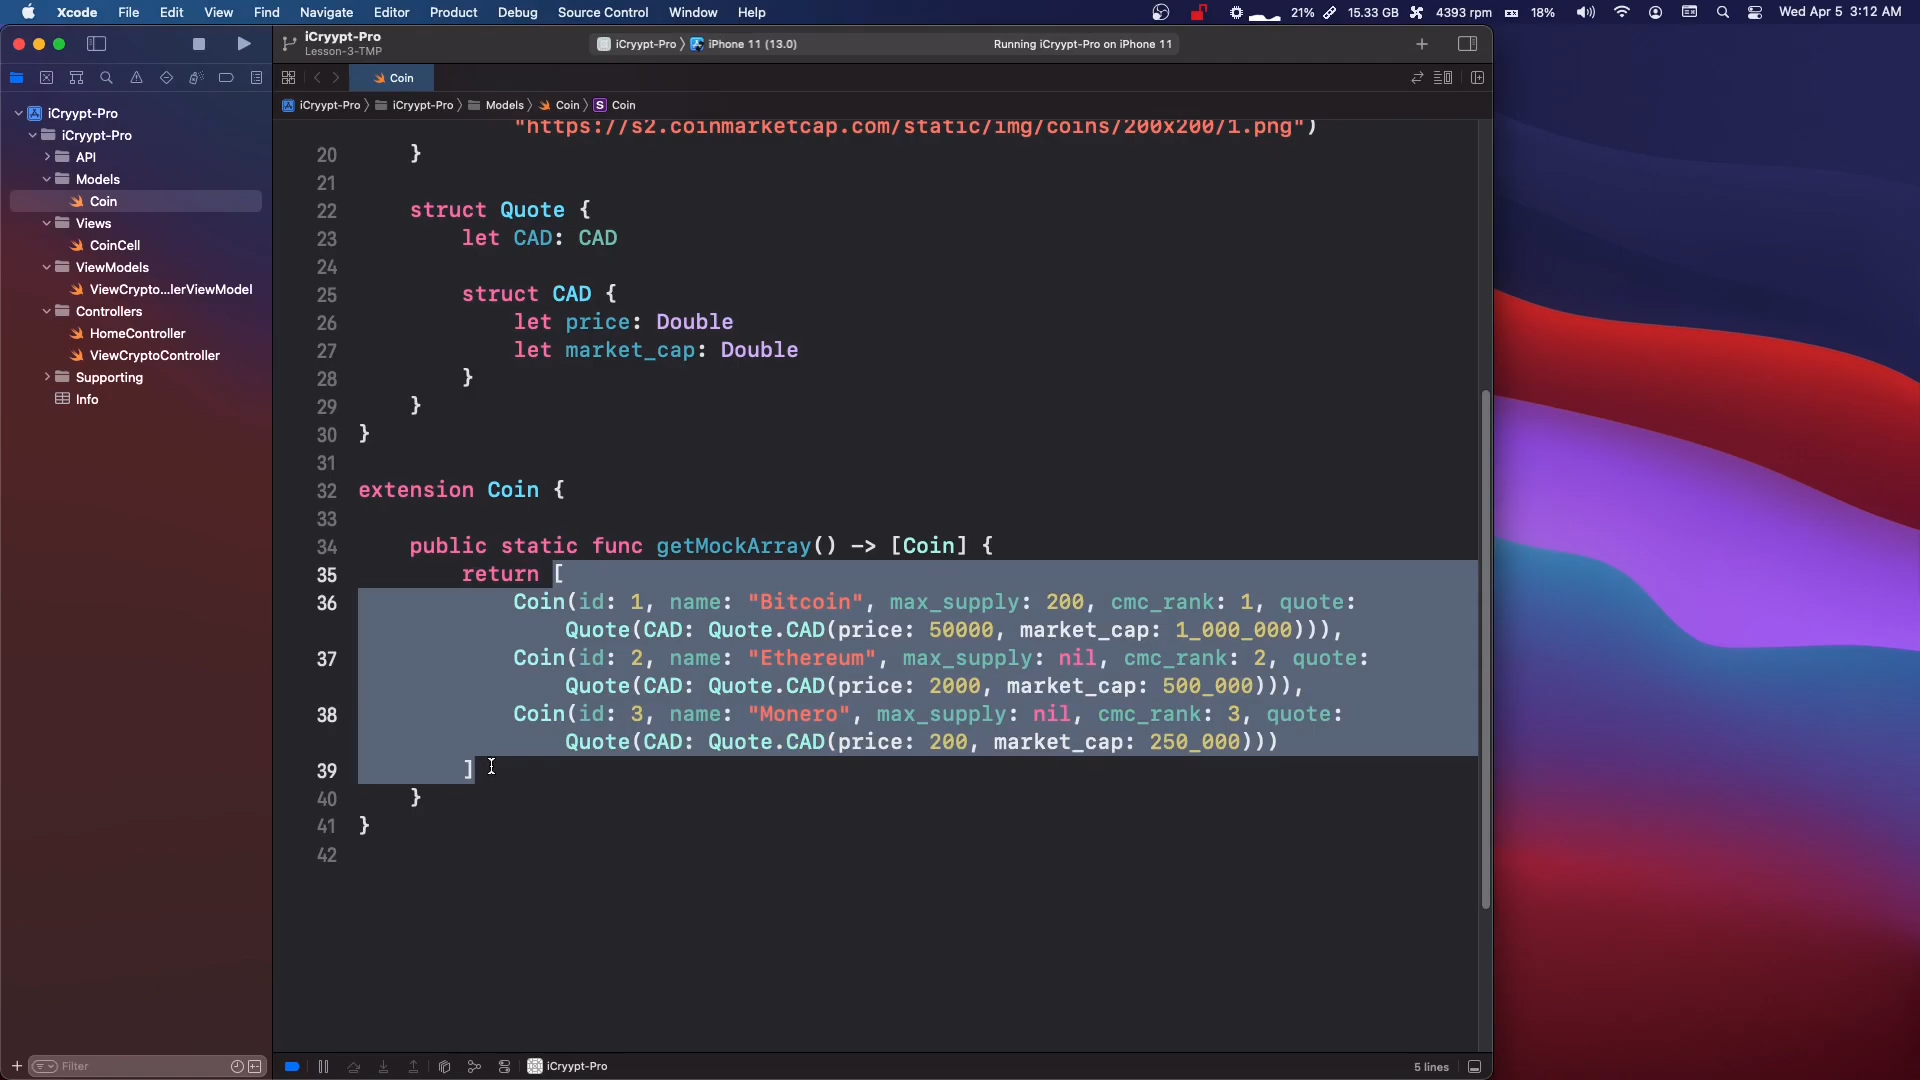 Xcode File Edit View Find Navigate Editor Product Debug Source Control Window Help 21% 15.33 GB 4393 rpm 18% Wed Apr 5 3:12 AM
iCryypt-Pro
Lesson-3-TMP
iCryypt-Pro iPhone 11 (13.0) Running iCryypt-Pro on iPhone 11
Coin
iCryypt-Pro iCryypt-Pro Models Coin S Coin
iCryypt-Pro
iCryypt-Pro
API
Models
Coin
Views
CoinCell
ViewModels
ViewCrypto...lerViewModel
Controllers
HomeController
ViewCryptoController
Supporting
Info
"https://s2.coinmarketcap.com/static/img/coins/200x200/1.png")
20 }
21
22 struct Quote {
23 let CAD: CAD
24
25 struct CAD {
26 let price: Double
27 let market_cap: Double
28 }
29 }
30 }
31
32 extension Coin {
33
34 public static func getMockArray() -> [Coin] {
35 return [
36 Coin(id: 1, name: "Bitcoin", max_supply: 200, cmc_rank: 1, quote:
Quote(CAD: Quote.CAD(price: 50000, market_cap: 1_000_000))),
37 Coin(id: 2, name: "Ethereum", max_supply: nil, cmc_rank: 2, quote:
Quote(CAD: Quote.CAD(price: 2000, market_cap: 500_000))),
38 Coin(id: 3, name: "Monero", max_supply: nil, cmc_rank: 3, quote:
Quote(CAD: Quote.CAD(price: 200, market_cap: 250_000)))
39 ]
40 }
41 }
42
Filter
iCryypt-Pro
5 lines